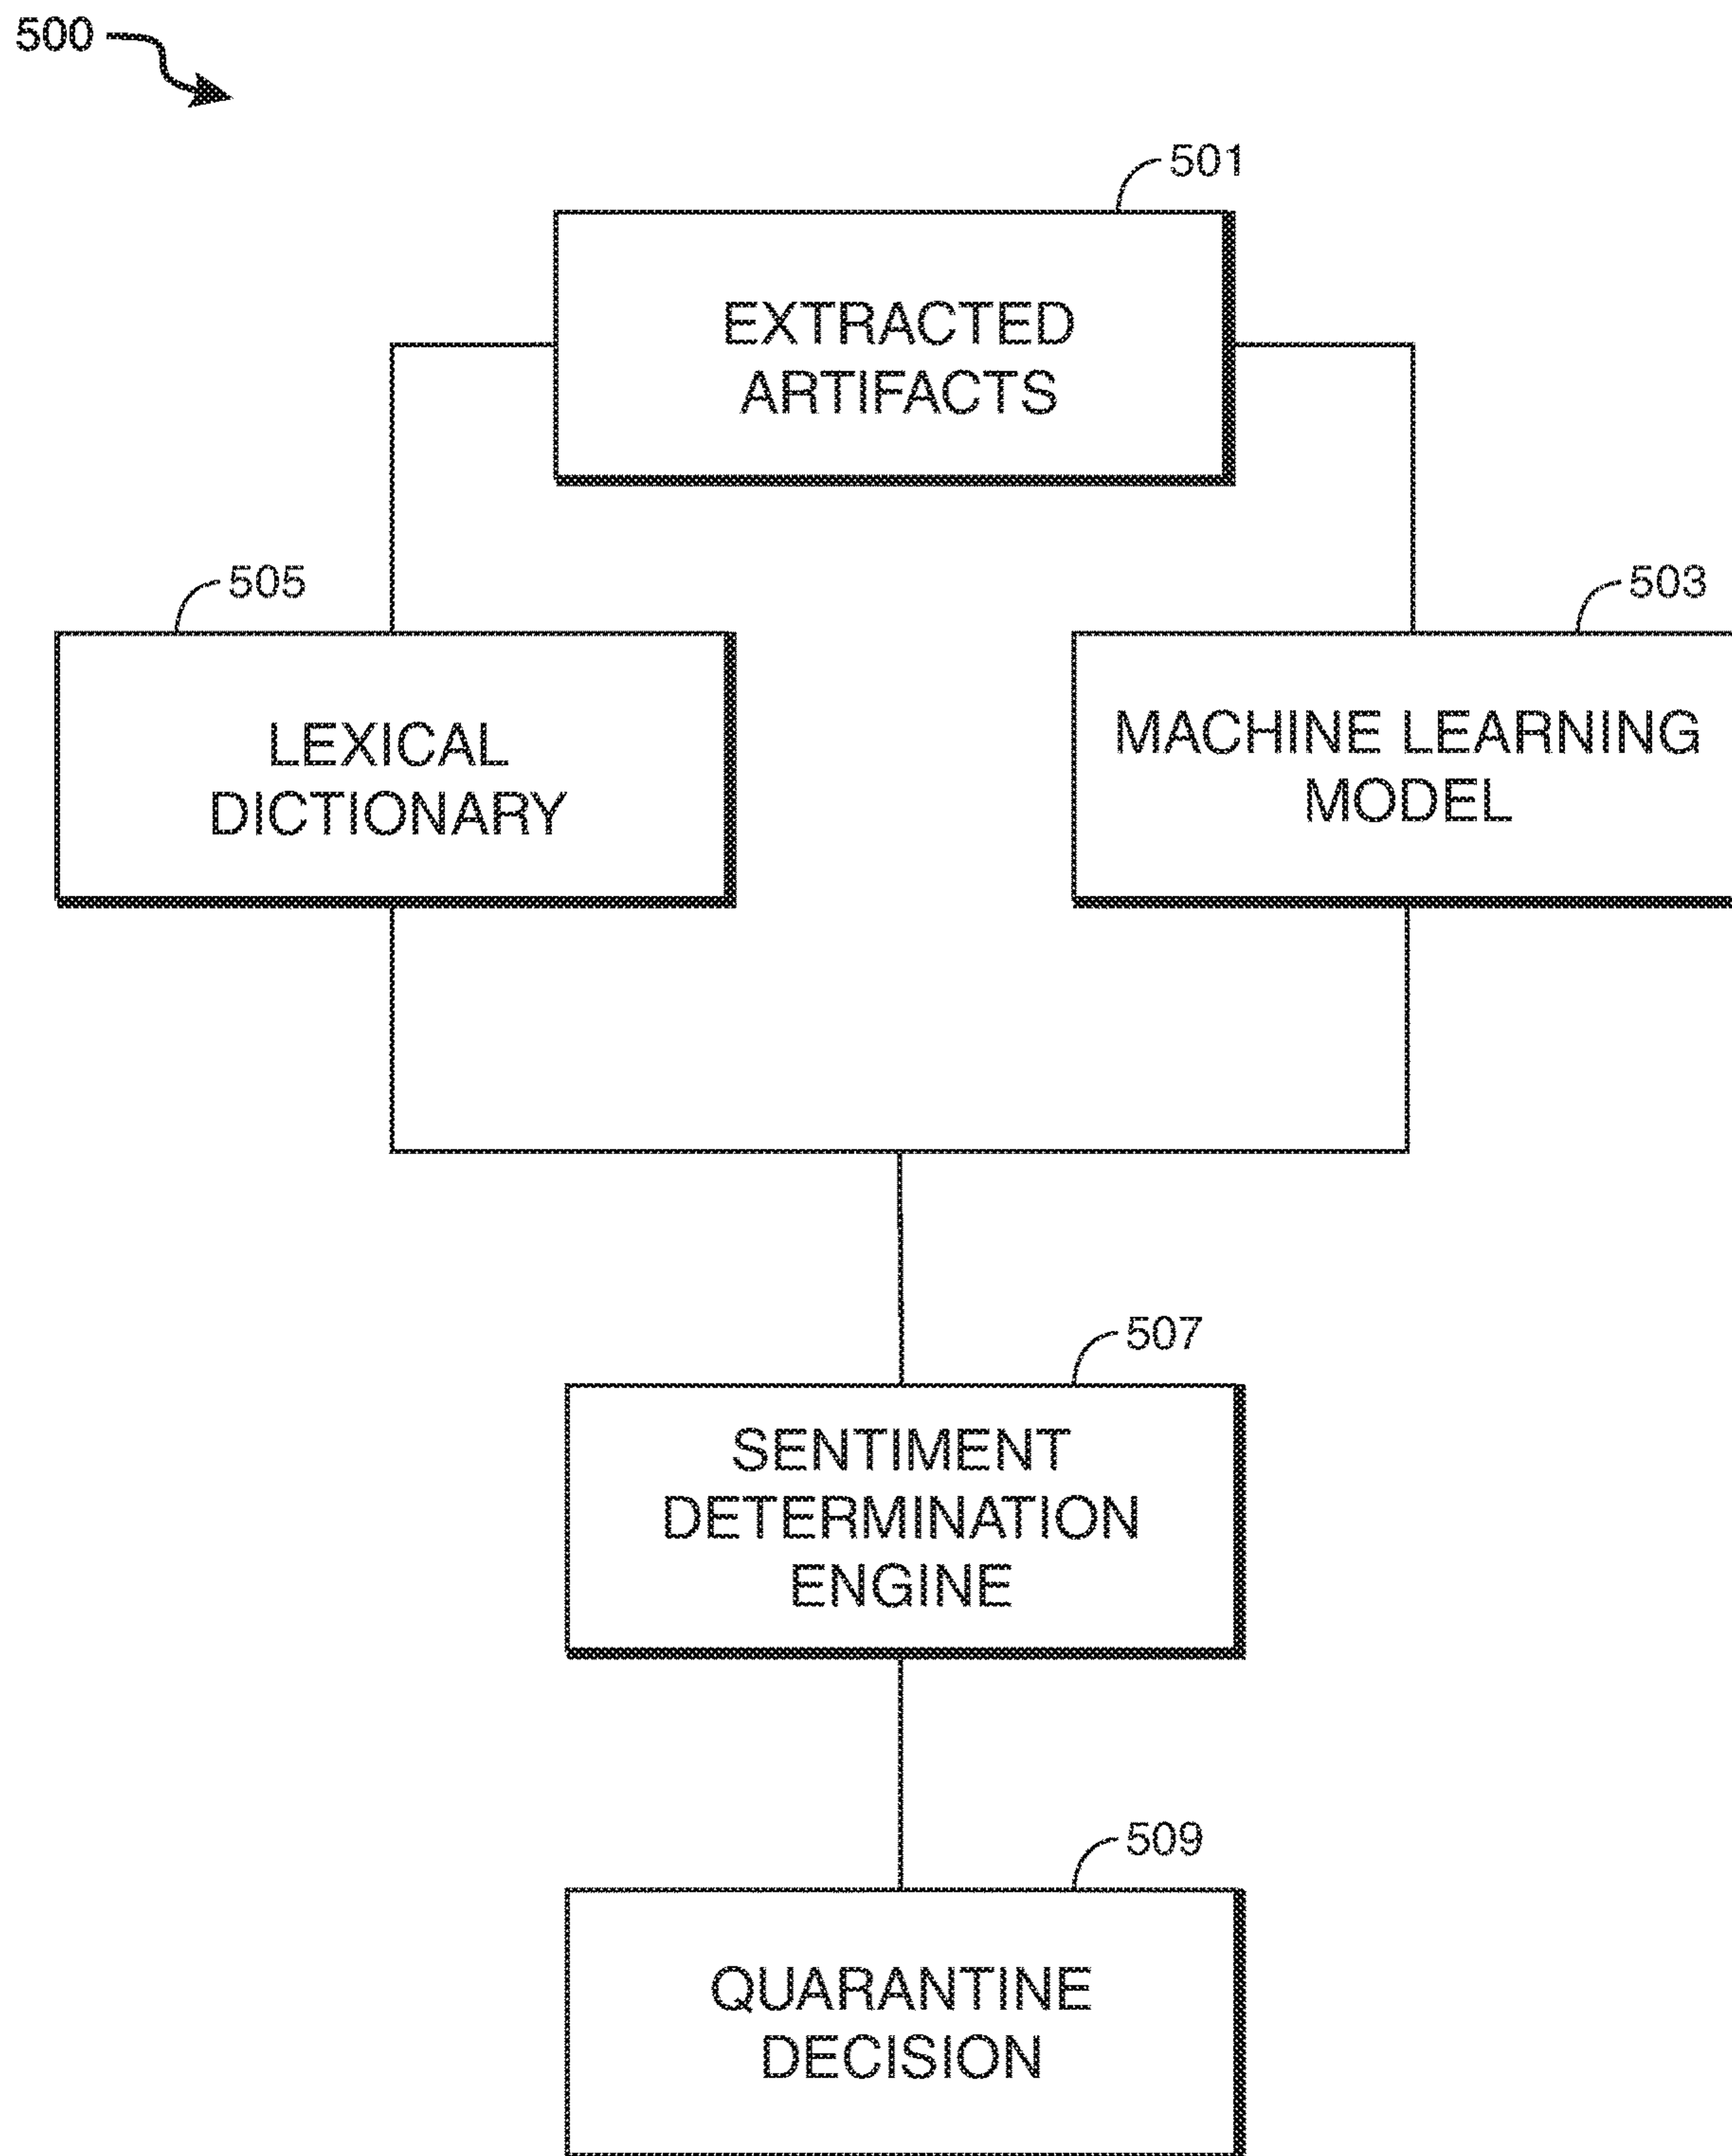 500
501
EXTRACTED
ARTIFACTS
505
LEXICAL
DICTIONARY
503
MACHINE LEARNING
MODEL
507
SENTIMENT
DETERMINATION
ENGINE
509
QUARANTINE
DECISION